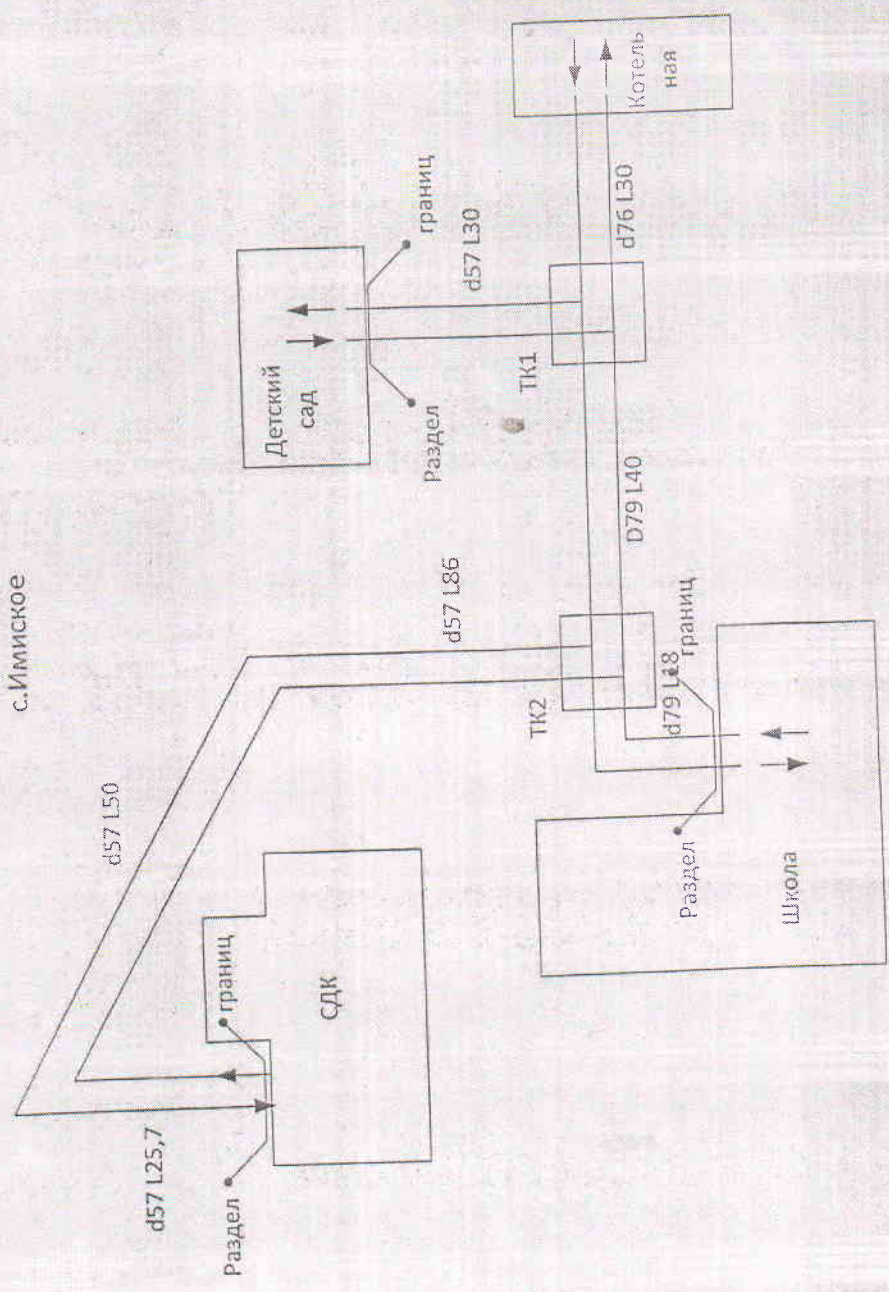 с.Имиское
d57 L50
d57 L86
d57 L25,7
Раздел
границ
СДК
Детский
сад
Раздел
границ
d57 L30
ТК1
d76 L30
Котель
ная
D79 L40
ТК2
d79 L18
границ
Раздел
Школа